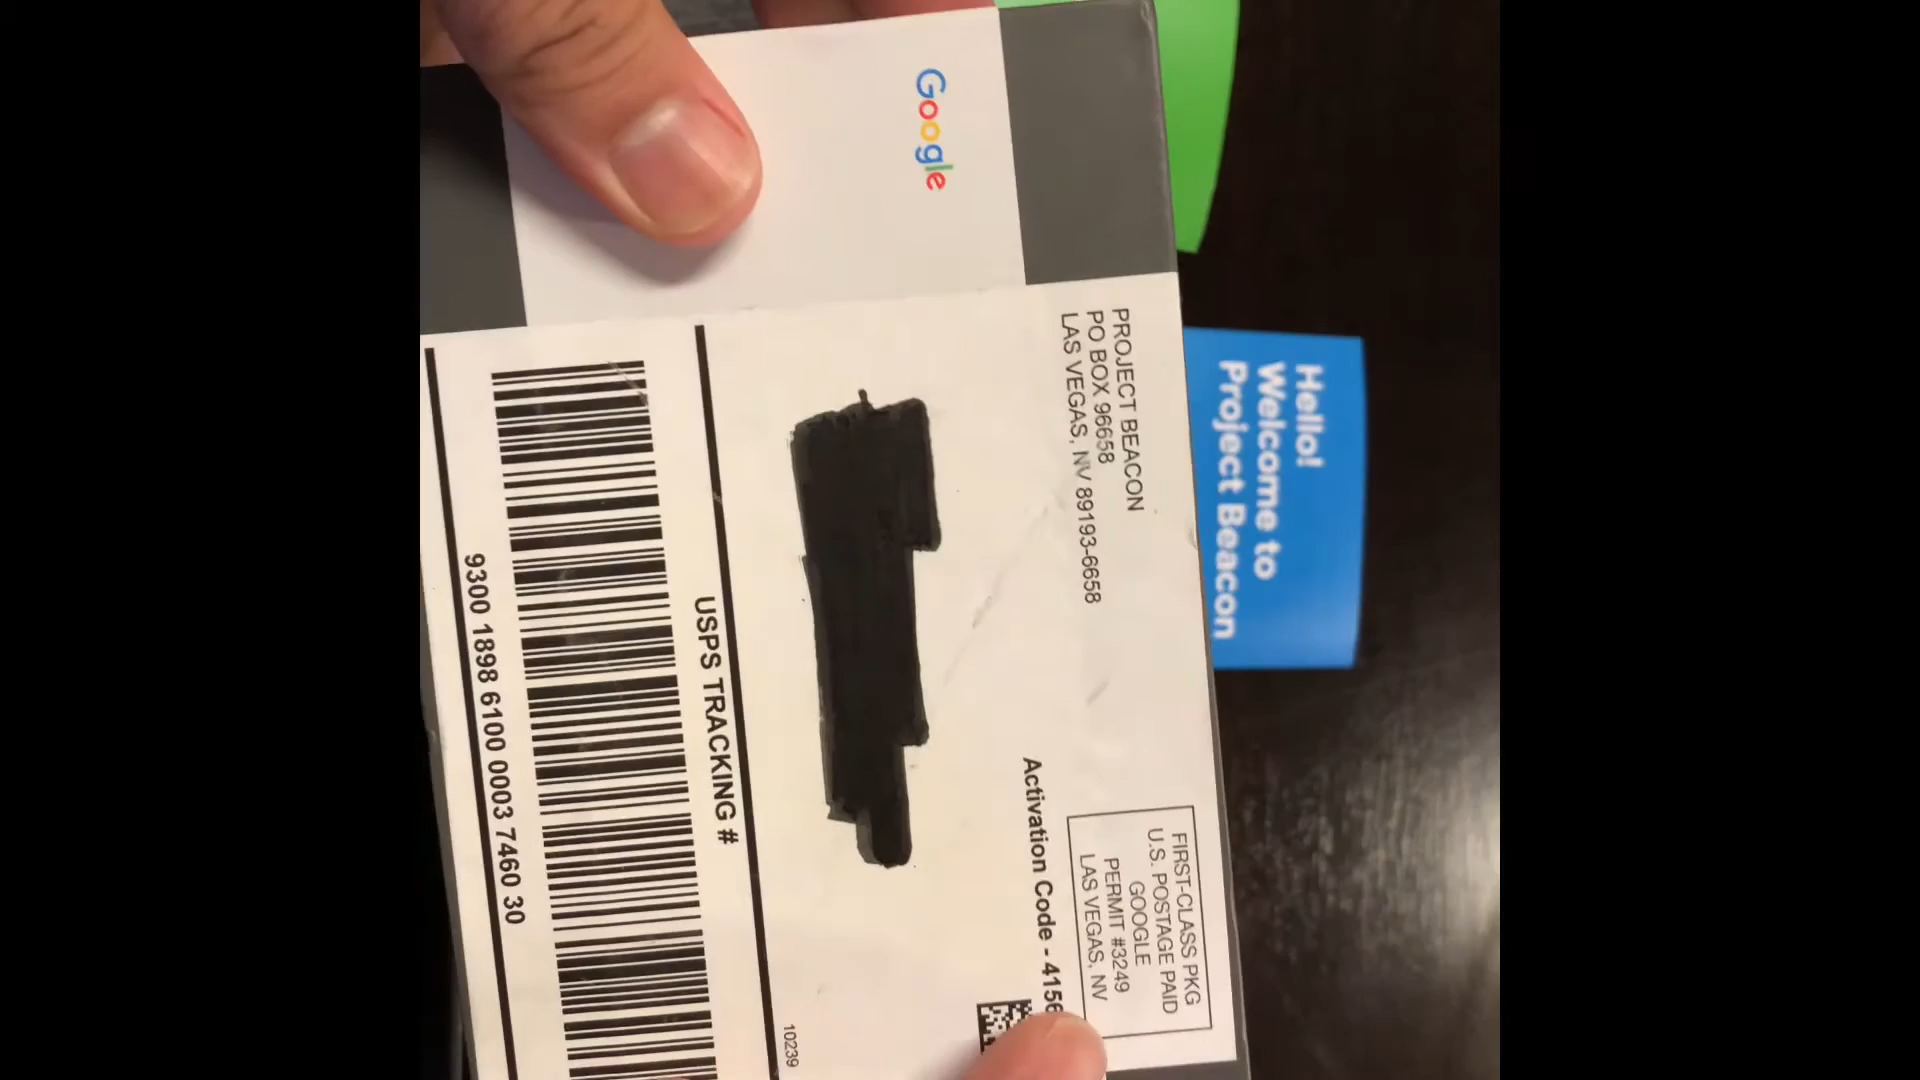 Google
PROJECT BEACON
PO BOX 96658
LAS VEGAS, NV 89193-6658
FIRST-CLASS PKG
U.S. POSTAGE PAID
GOOGLE
PERMIT #3249
LAS VEGAS, NV
Activation Code - 4156
10239
USPS TRACKING #
9300 1898 6100 0003 7460 30
Hello!
Welcome to
Project Beacon